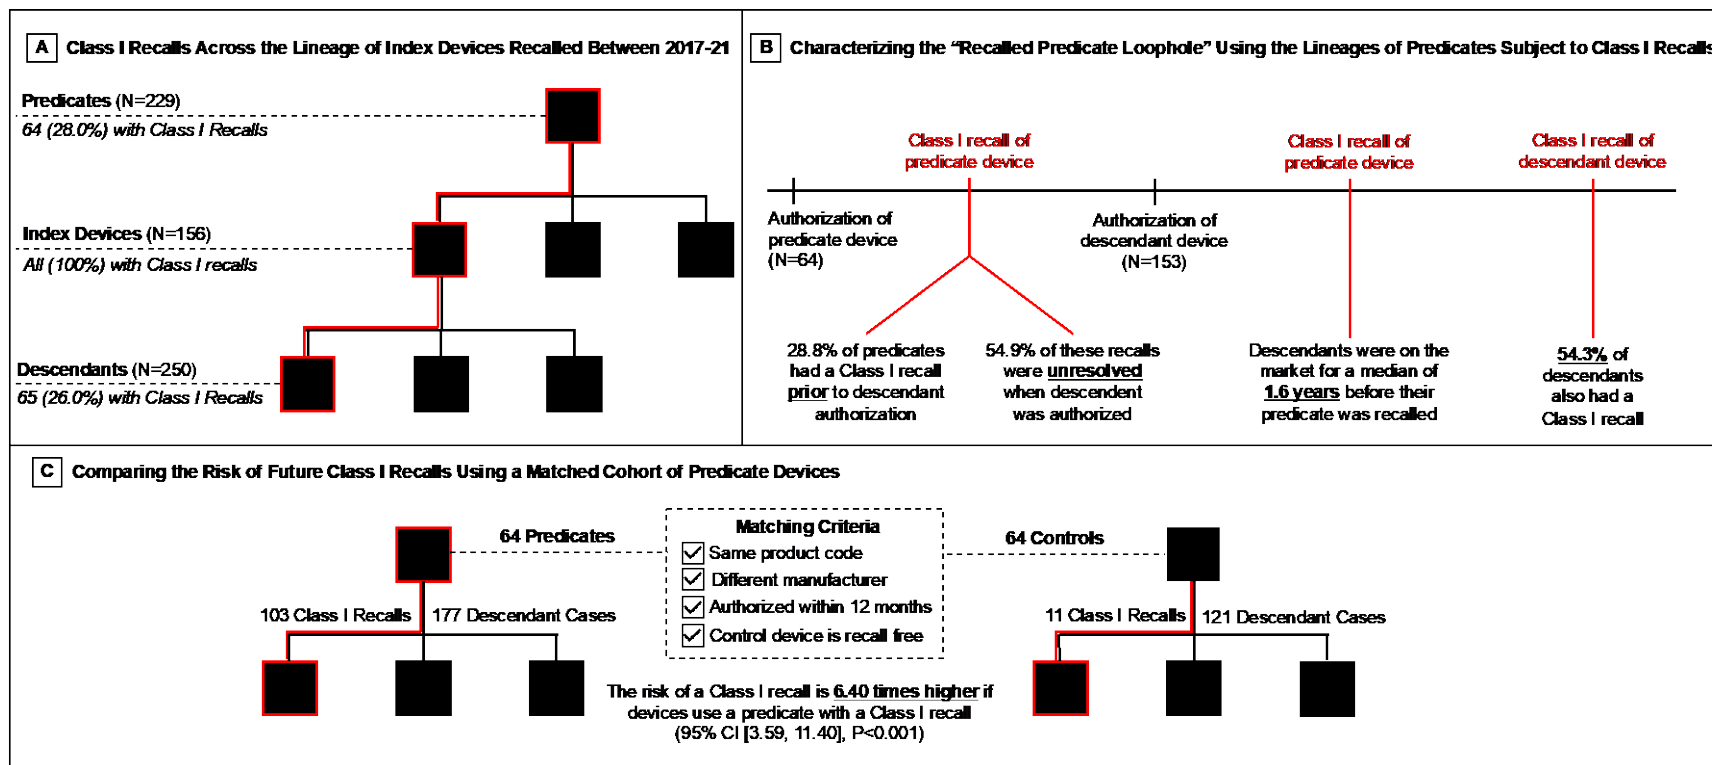 A Class I Recalls Across the Lineage of Index Devices Recalled Between 2017-21
Predicates (N=229)
64 (28.0%) with Class I Recalls
Index Devices (N=156)
All (100%) with Class I recalls
Descendants (N=250)
65 (26.0%) with Class I Recalls
B Characterizing the “Recalled Predicate Loophole” Using the Lineages of Predicates Subject to Class I Recalls
Class I recall of
predicate device
Class I recall of
predicate device
Class I recall of
descendant device
Authorization of
predicate device
(N=64)
Authorization of
descendant device
(N=153)
28.8% of predicates
had a Class I recall
prior to descendant
authorization
54.9% of these recalls
were unresolved
when descendent
was authorized
Descendants were on the
market for a median of
1.6 years before their
predicate was recalled
54.3% of
descendants
also had a
Class I recall
C Comparing the Risk of Future Class I Recalls Using a Matched Cohort of Predicate Devices
64 Predicates
103 Class I Recalls
177 Descendant Cases
Matching Criteria
Same product code
Different manufacturer
Authorized within 12 months
Control device is recall free
64 Controls
11 Class I Recalls
121 Descendant Cases
The risk of a Class I recall is 6.40 times higher if
devices use a predicate with a Class I recall
(95% CI [3.59, 11.40], P<0.001)